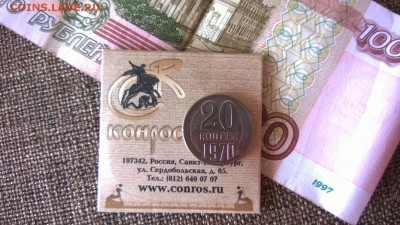 COINS.LAVE.RU
РУБЛЕЙ
100
КОНРОС
20
КОПЕЕК
1970
197342, Россия, Санкт-
ул. Сердобольская, д. 65.
Тел.: (812) 640 07 07
www.conros.ru
1997